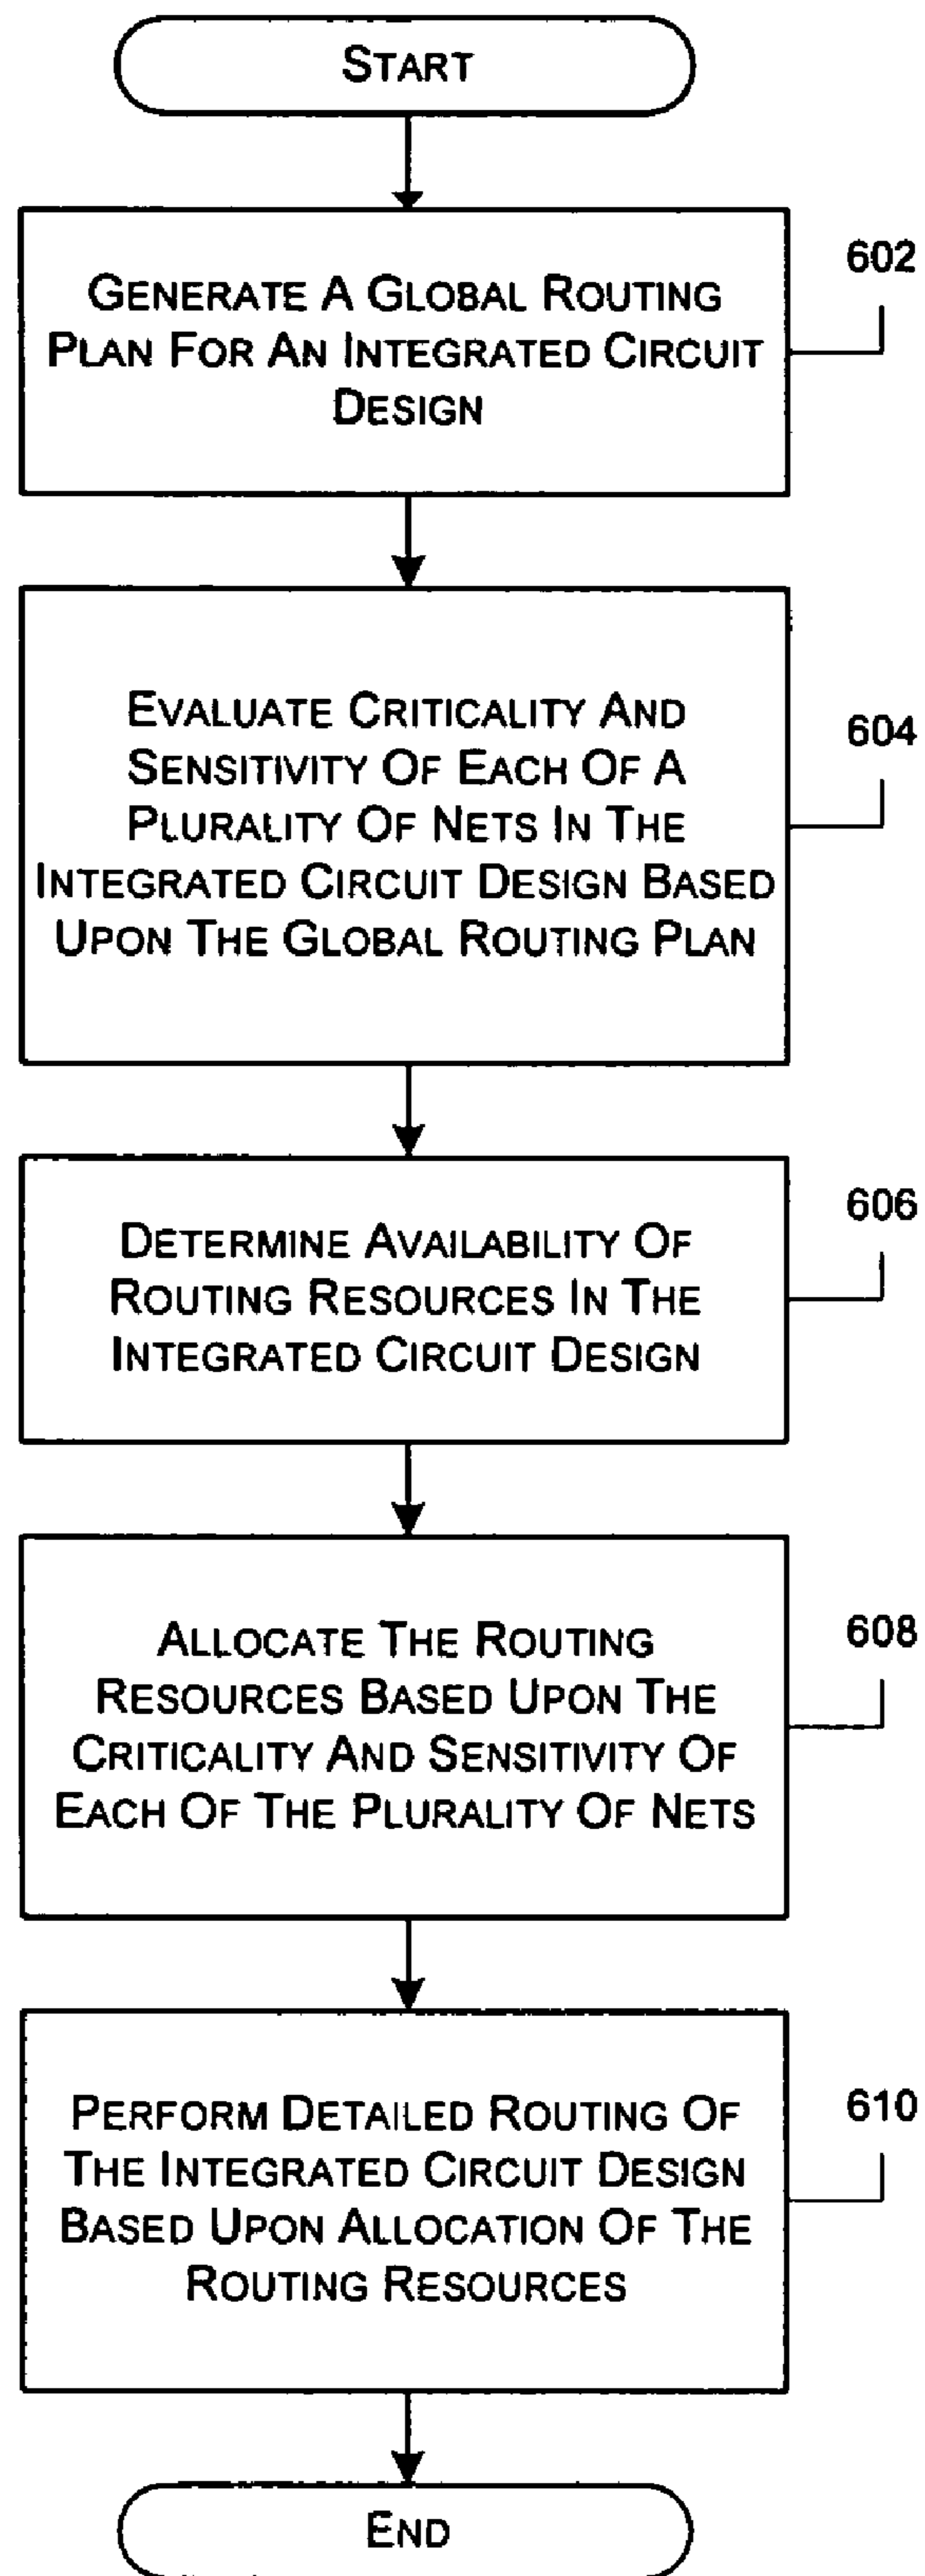 START
GENERATE A GLOBAL ROUTING
PLAN FOR AN INTEGRATED CIRCUIT
DESIGN
602
EVALUATE CRITICALITY AND
SENSITIVITY OF EACH OF A
PLURALITY OF NETS IN THE
INTEGRATED CIRCUIT DESIGN BASED
UPON THE GLOBAL ROUTING PLAN
604
DETERMINE AVAILABILITY OF
ROUTING RESOURCES IN THE
INTEGRATED CIRCUIT DESIGN
606
ALLOCATE THE ROUTING
RESOURCES BASED UPON THE
CRITICALITY AND SENSITIVITY OF
EACH OF THE PLURALITY OF NETS
608
PERFORM DETAILED ROUTING OF
THE INTEGRATED CIRCUIT DESIGN
BASED UPON ALLOCATION OF THE
ROUTING RESOURCES
610
END